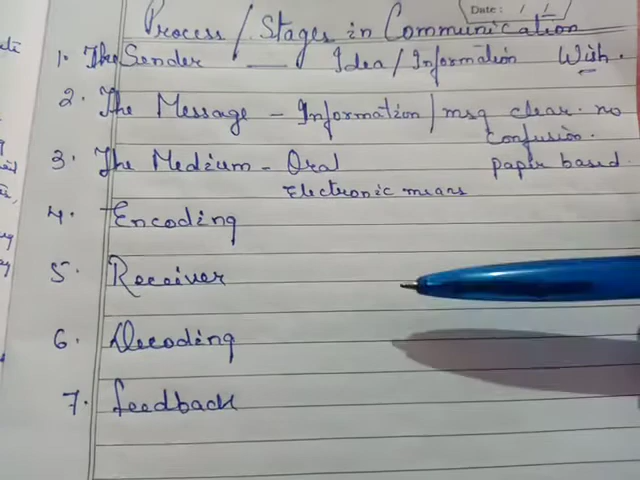 Date: / /
Process / Stages in Communication
1. The Sender — Idea / Information Wish.
2. The Message - Information / msg clear. no
confusion.
3. The Medium - Oral paper based.
Electronic means
4. Encoding
5. Receiver
6. Decoding
7. feedback